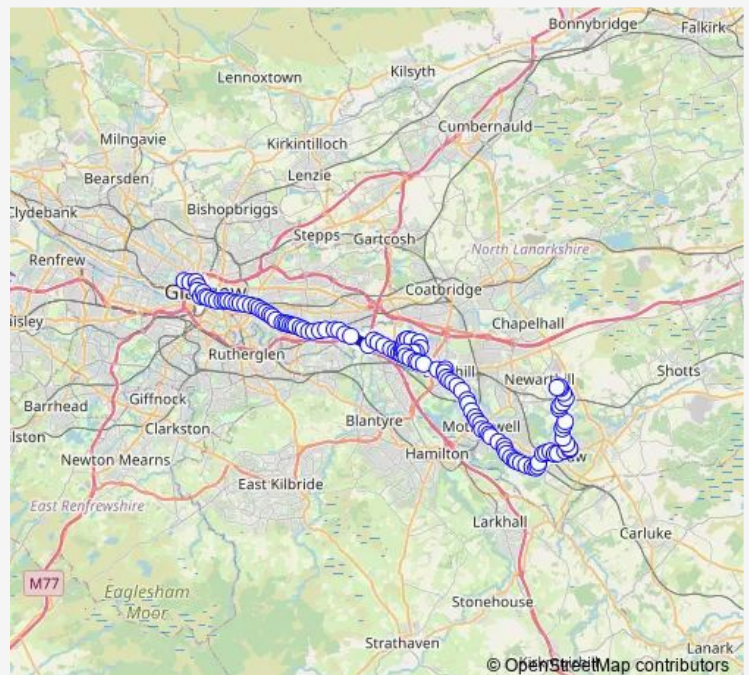 Bonnybridge
Falkirk
Lennoxtown
Kilsyth
Cumbernauld
Milngavie
Kirkintilloch
Bearsden
Lenzie
Clydebank
Bishopbriggs
Stepps
Gartcosh
North Lanarkshire
Renfrew
Coatbridge
Chapelhall
aisley
Rutherglen
Shotts
Barrhead
Giffnock
Blantyre
lston
Clarkston
Hamilton
Newton Mearns
East Kilbride
East Renfrewshire
Larkhall
Carluke
M77
Eaglesham
Moor
Stonehouse
Strathaven
Lanark
© OpenStreetMap contributors